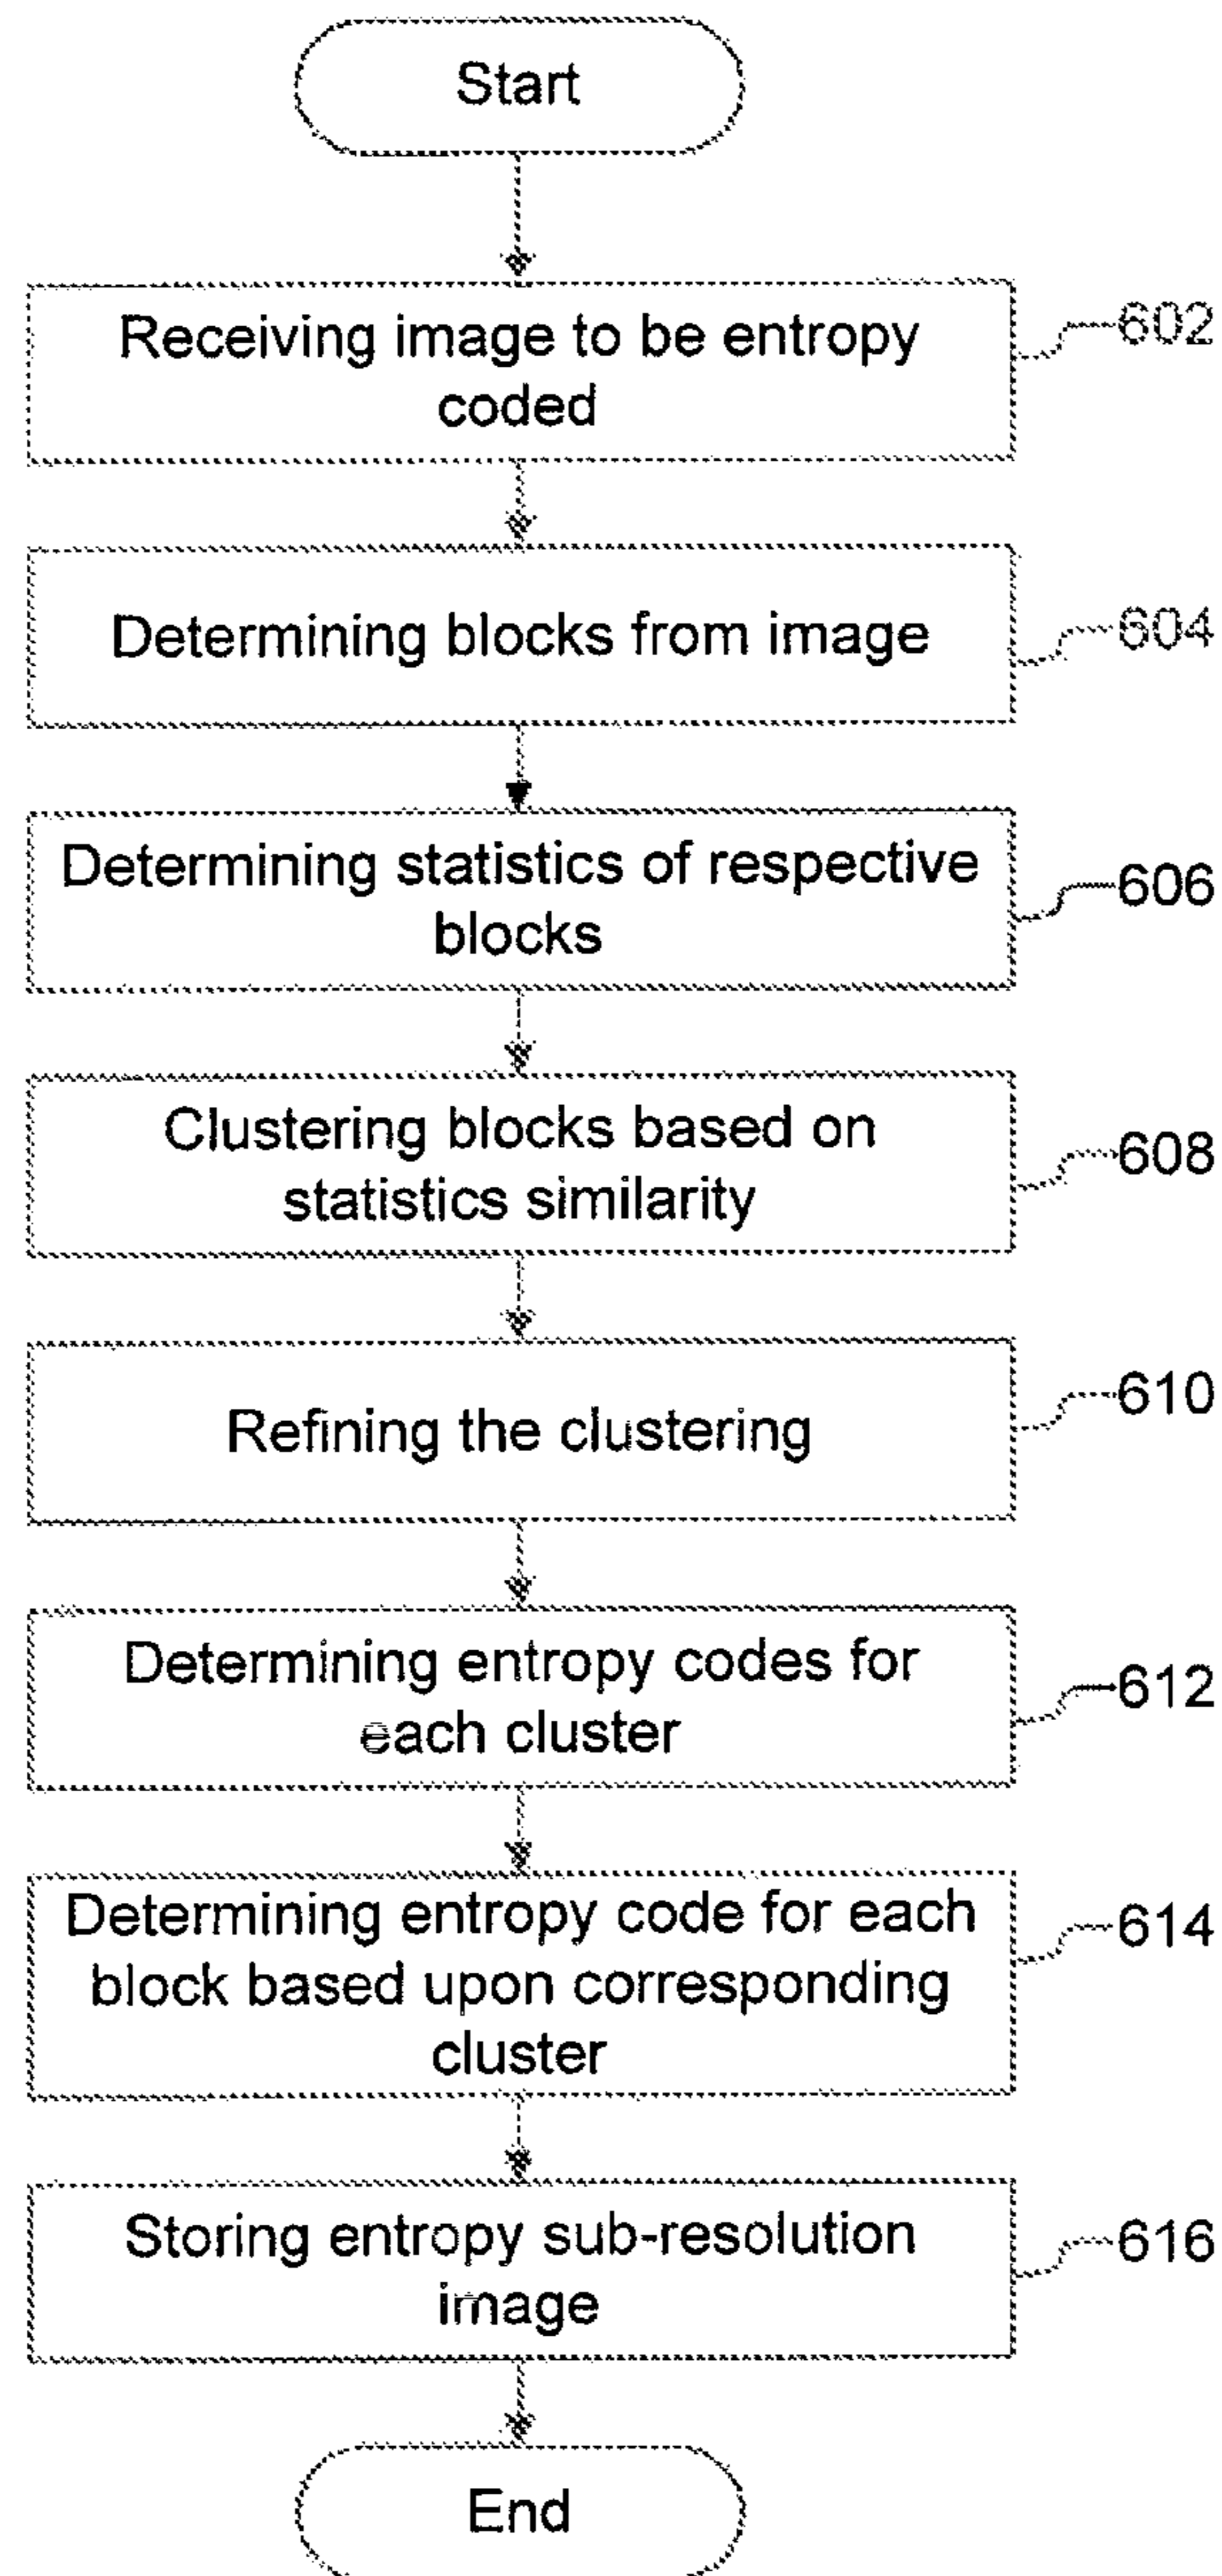 Start
Receiving image to be entropy
coded
602
Determining blocks from image
604
Determining statistics of respective
blocks
606
Clustering blocks based on
statistics similarity
608
Refining the clustering
610
Determining entropy codes for
each cluster
612
Determining entropy code for each
block based upon corresponding
cluster
614
Storing entropy sub-resolution
image
616
End